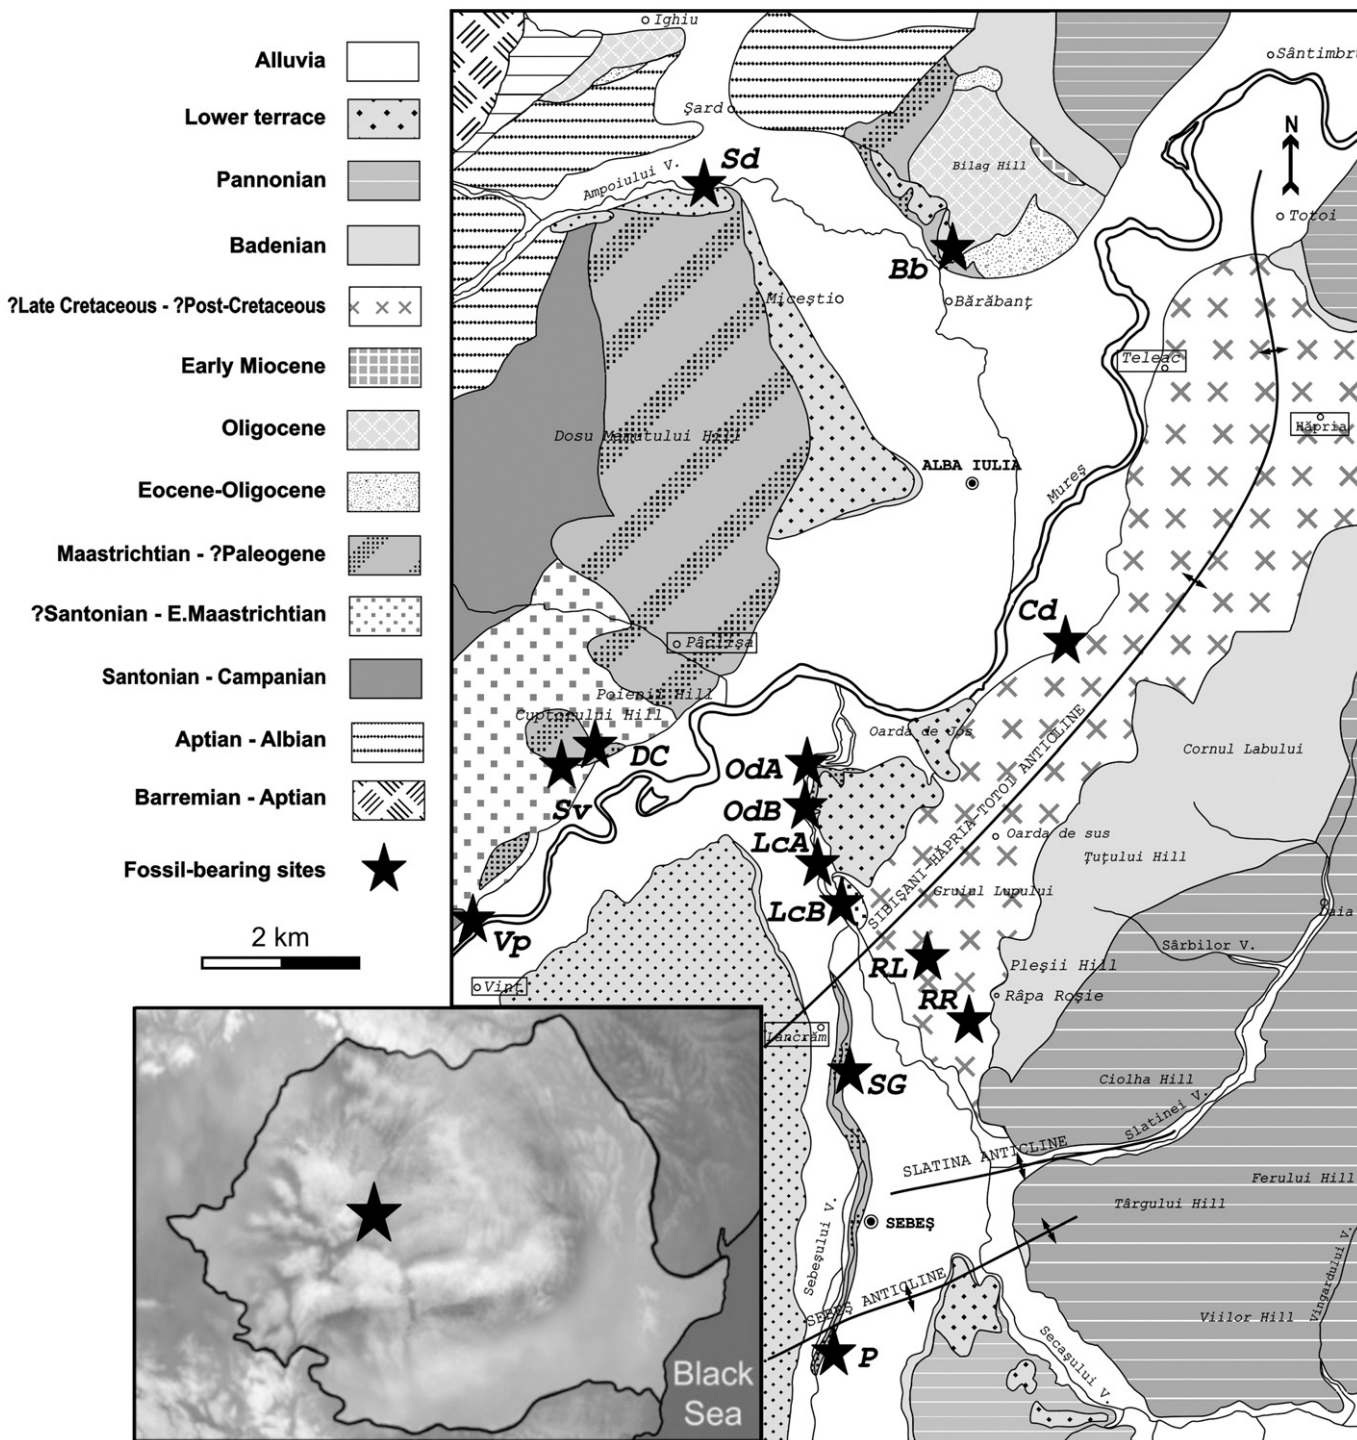 Alluvia
Lower terrace
Pannonian
Badenian
?Late Cretaceous - ?Post-Cretaceous
Early Miocene
Oligocene
Eocene-Oligocene
Maastrichtian - ?Paleogene
?Santonian - E.Maastrichtian
Santonian - Campanian
Aptian - Albian
Barremian - Aptian
Fossil-bearing sites
2 km
Ighiu
Sântimbru
Şard
N
Sd
Ampoiului V.
Bilag Hill
Totoi
Bb
Miceştio
Bărăbanţ
Teleac
Hăpria
Dosu Mamutului Hill
ALBA IULIA
Mureş
Cd
Pâclişa
Poienii Hill
Cuptorului Hill
DC
Sv
Oarda de Jos
OdA
OdB
LcA
LcB
Cornul Labului
SIBIŞANI-HĂPRIA-TOTOI ANTICLINE
Oarda de sus
Ţuţului Hill
Gruiul Lupului
Daia
Vp
Vinţ
Sârbilor V.
RL
Pleşii Hill
RR
Râpa Roşie
Lancrăm
SG
Ciolha Hill
Slatinei V.
SLATINA ANTICLINE
Ferului Hill
Târgului Hill
SEBEŞ
Sebeşului V.
SEBEŞ ANTICLINE
Vingardului V.
Viilor Hill
P
Secaşului V.
Black
Sea